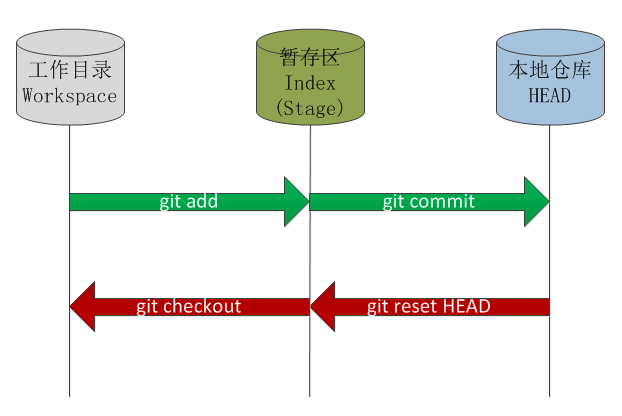 工作目录
Workspace
暂存区
Index
(Stage)
本地仓库
HEAD
git add
git commit
git checkout
git reset HEAD